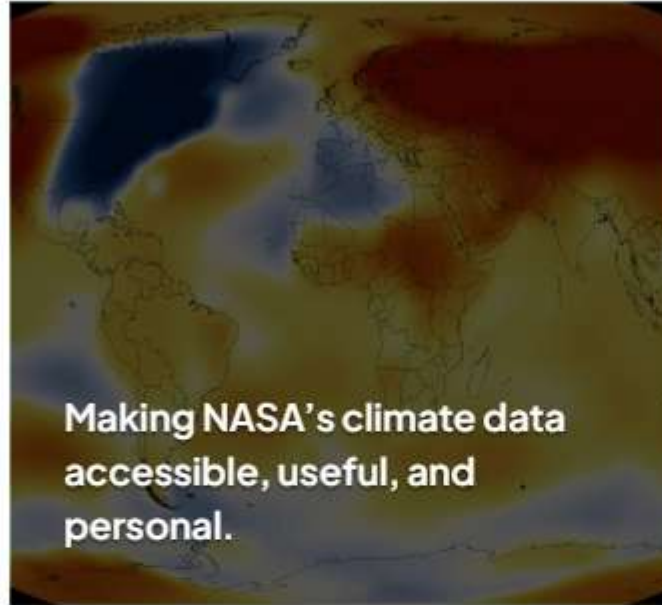 Making NASA’s climate data
accessible, useful, and
personal.